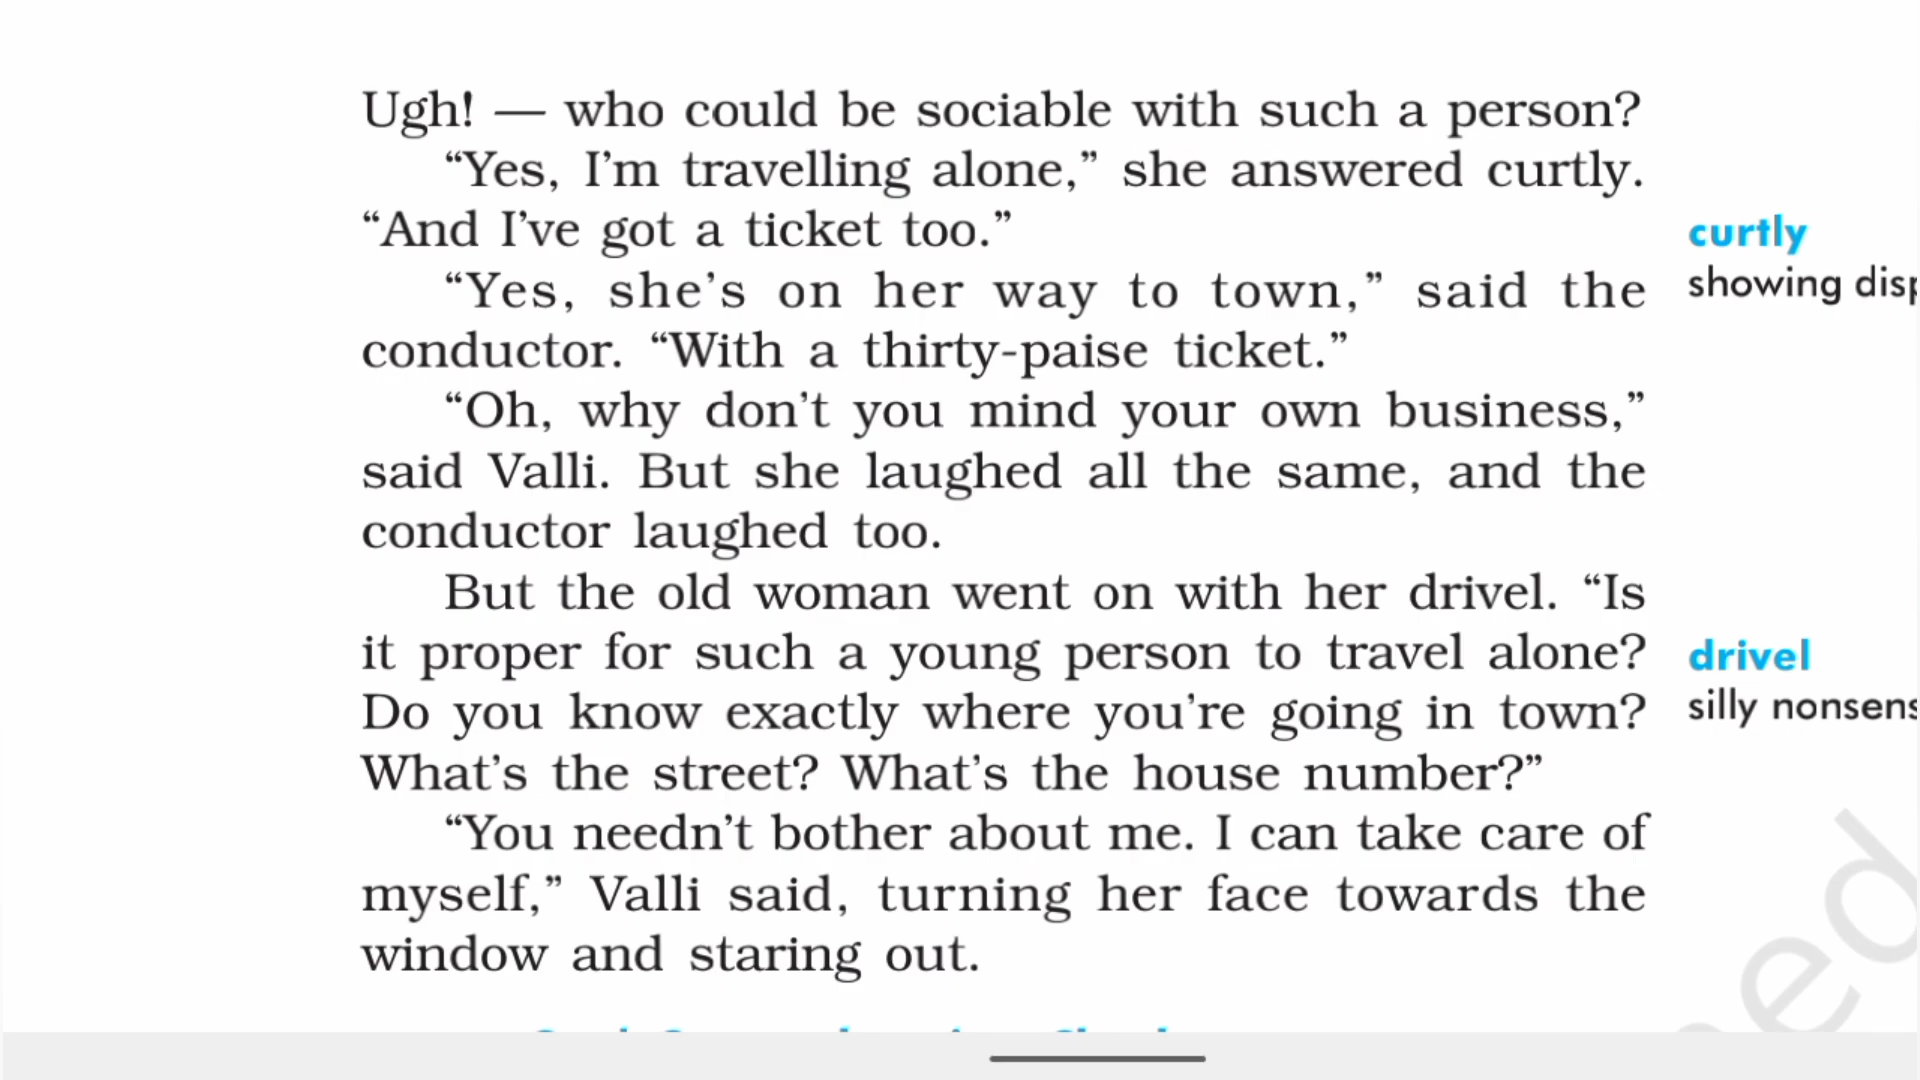 Ugh! — who could be sociable with such a person?
“Yes, I’m travelling alone,” she answered curtly.
“And I’ve got a ticket too.”
curtly
showing
“Yes, she’s on her way to town,” said the
conductor. “With a thirty-paise ticket.”
“Oh, why don’t you mind your own business,”
said Valli. But she laughed all the same, and the
conductor laughed too.
But the old woman went on with her drivel. “Is
it proper for such a young person to travel alone?
drivel
silly
Do you know exactly where you’re going in town?
What’s the street? What’s the house number?”
“You needn’t bother about me. I can take care of
myself,” Valli said, turning her face towards the
window and staring out.